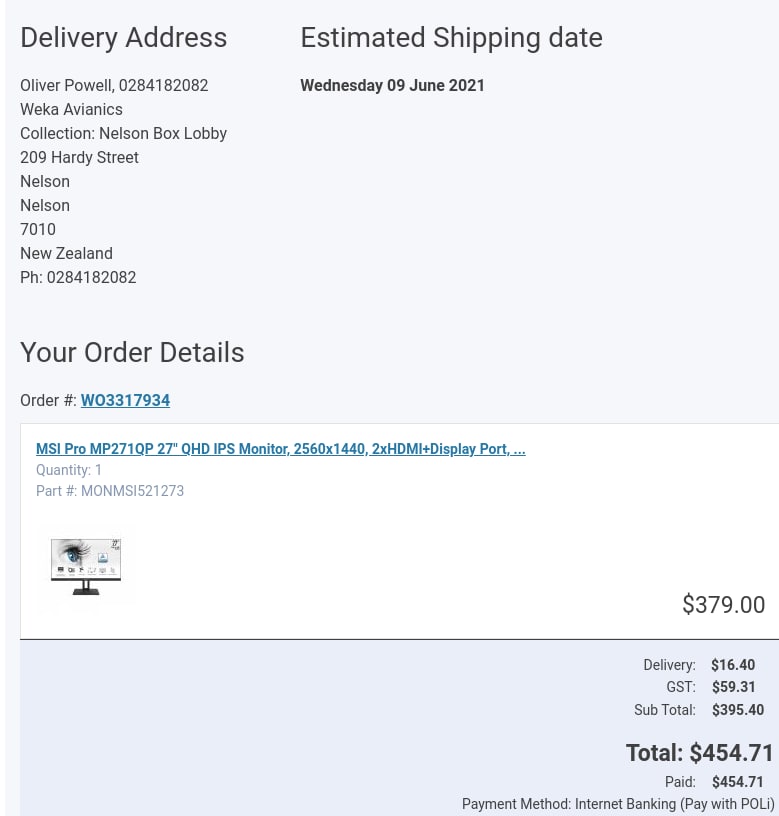 Delivery Address
Estimated Shipping date
Oliver Powell, 0284182082
Wednesday 09 June 2021
Weka Avianics
Collection: Nelson Box Lobby
209 Hardy Street
Nelson
Nelson
7010
New Zealand
Ph: 0284182082
Your Order Details
Order #: WO3317934
MSI Pro MP271QP 27" QHD IPS Monitor, 2560x1440, 2xHDMI+Display Port, ...
Quantity: 1
Part #: MONMSI521273
$379.00
Delivery: $16.40
GST: $59.31
Sub Total: $395.40
Total: $454.71
Paid: $454.71
Payment Method: Internet Banking (Pay with POLi)